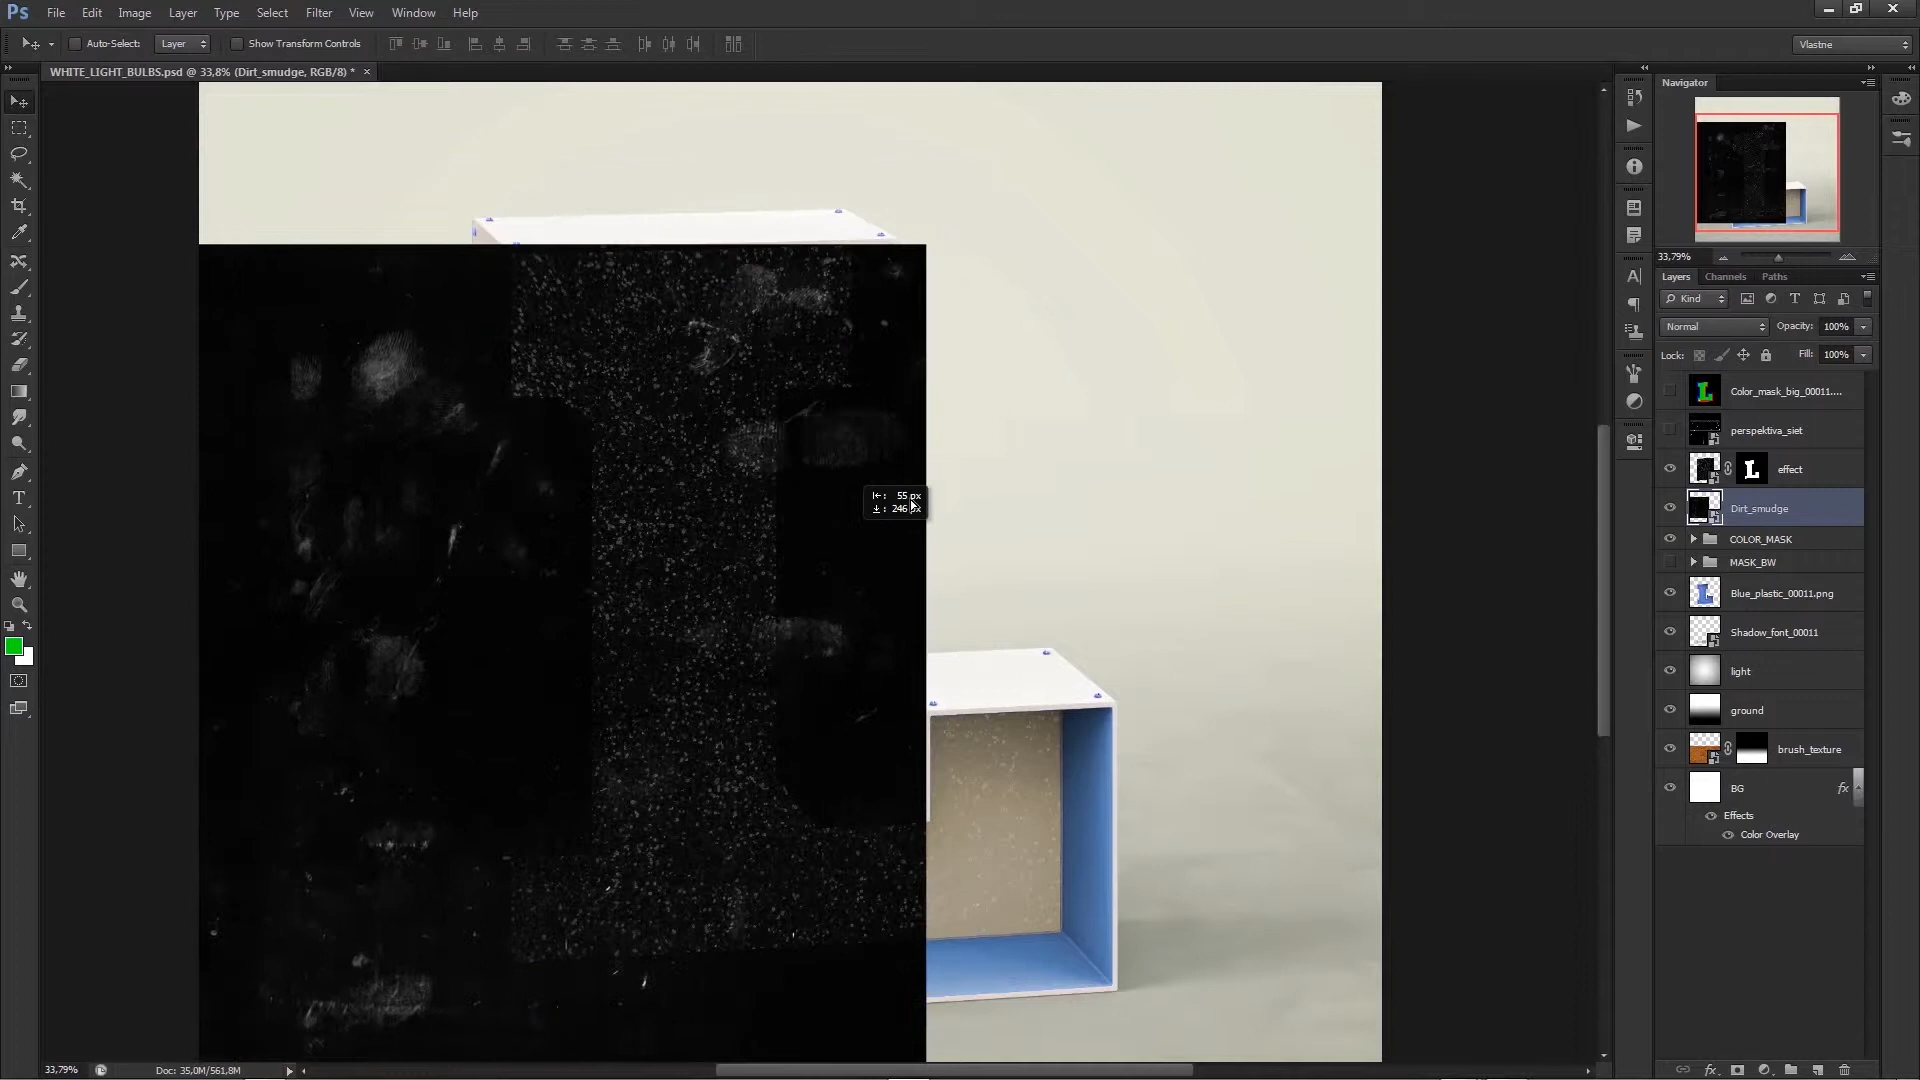 Ps File Edit Image Layer Type Select Filter View Window Help
Auto-Select: Layer Show Transform Controls Vlastne
WHITE_LIGHT_BULBS.psd @ 33,8% (Dirt_smudge, RGB/8) * ×
Navigator
33,79%
Layers Channels Paths
Kind T
Normal Opacity: 100%
Lock: Fill: 100%
Color_mask_big_00011....
perspektiva_siet
effect
Dirt_smudge
COLOR_MASK
MASK_BW
Blue_plastic_00011.png
Shadow_font_00011
light
ground
brush_texture
BG fx
Effects
Color Overlay
55 px
246 px
T
A
L
33,79% Doc: 35,0M/561,8M
fx